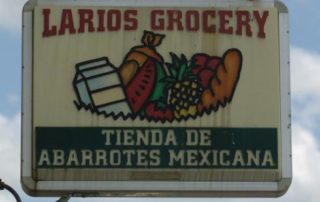 LARIOS GROCERY
TIENDA DE
ABARROTES MEXICANA